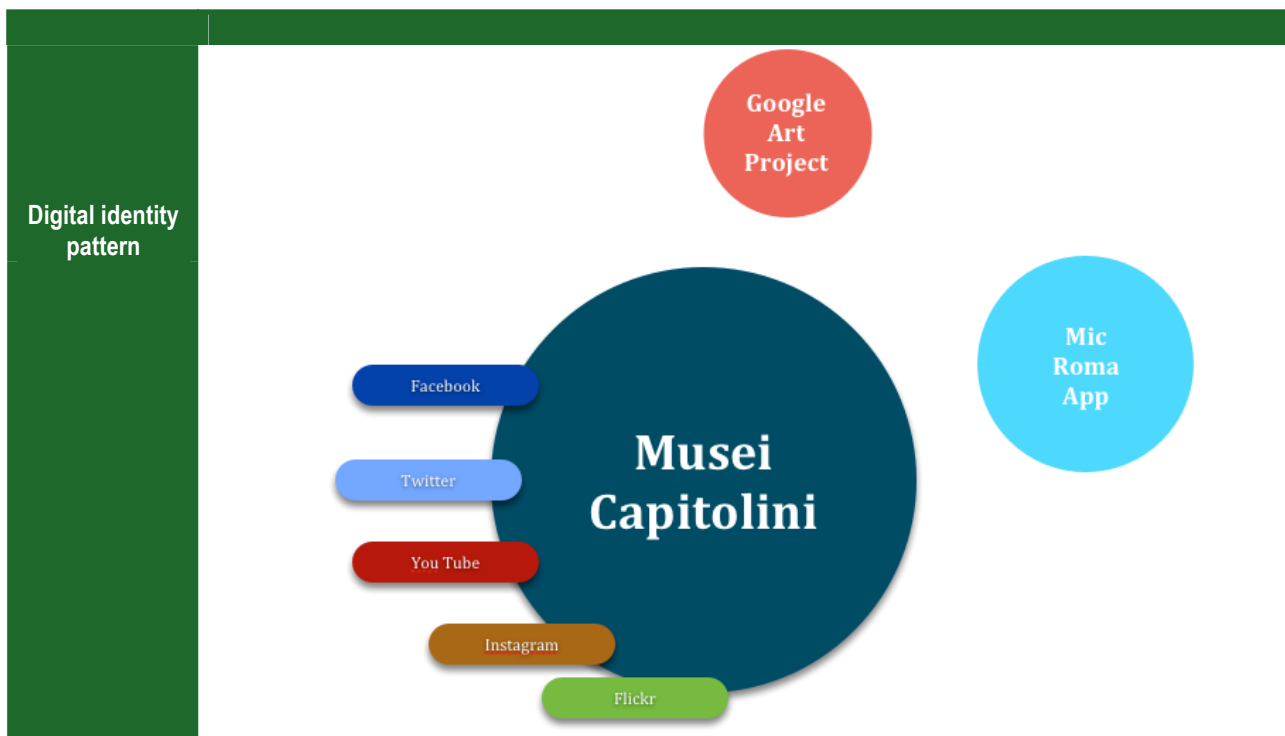 Digital identity
pattern
Google
Art
Project
Mic
Roma
App
Musei
Capitolini
Facebook
Twitter
You Tube
Instagram
Flickr